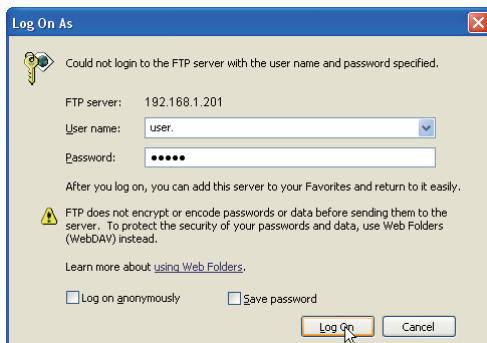 Log On As
Could not login to the FTP server with the user name and password specified.
FTP server: 192.168.1.201
User name: user.
Password: •••••
After you log on, you can add this server to your Favorites and return to it easily.
FTP does not encrypt or encode passwords or data before sending them to the
server. To protect the security of your passwords and data, use Web Folders
(WebDAV) instead.
Learn more about using Web Folders.
Log on anonymously Save password
Log On Cancel